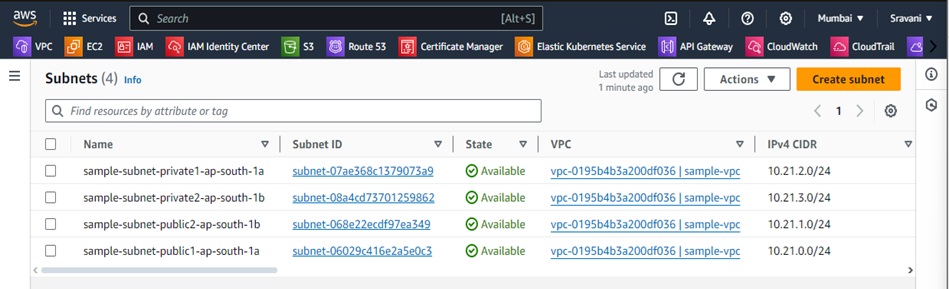 aws Services Search [Alt+S] Mumbai Sravani
VPC EC2 IAM IAM Identity Center S3 Route 53 Certificate Manager Elastic Kubernetes Service API Gateway CloudWatch CloudTrail
Subnets (4) Info Last updated 1 minute ago Actions Create subnet
Find resources by attribute or tag 1
Name Subnet ID State VPC IPv4 CIDR
sample-subnet-private1-ap-south-1a subnet-07ae368c1379073a9 Available vpc-0195b4b3a200df036 | sample-vpc 10.21.2.0/24
sample-subnet-private2-ap-south-1b subnet-08a4cd73701259862 Available vpc-0195b4b3a200df036 | sample-vpc 10.21.3.0/24
sample-subnet-public2-ap-south-1b subnet-068e22ecdf97ea349 Available vpc-0195b4b3a200df036 | sample-vpc 10.21.1.0/24
sample-subnet-public1-ap-south-1a subnet-06029c416e2a5e0c3 Available vpc-0195b4b3a200df036 | sample-vpc 10.21.0.0/24